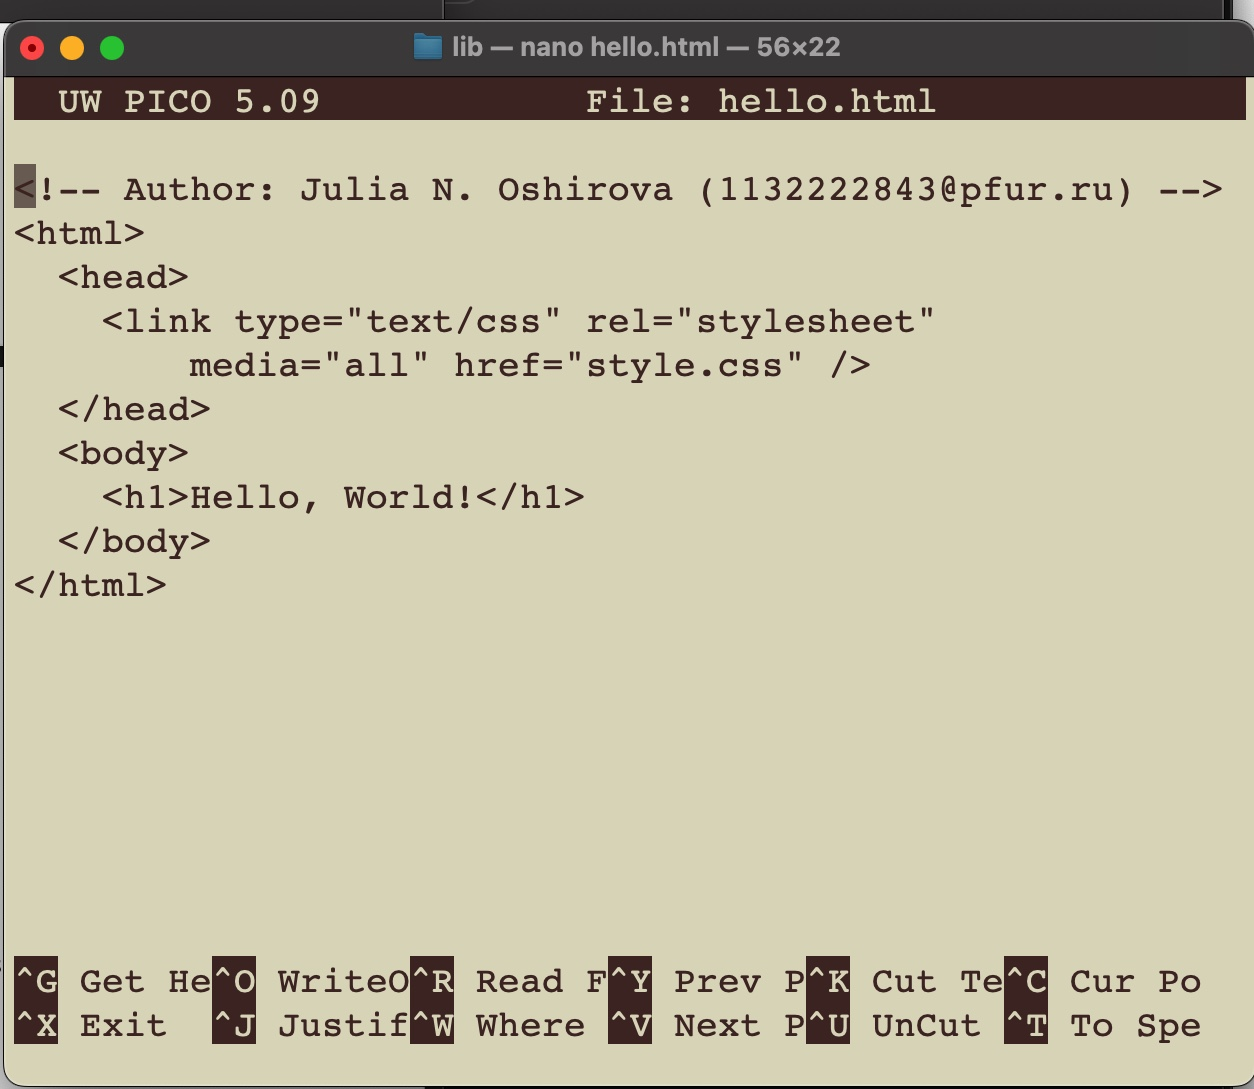 lib — nano hello.html — 56×22
UW PICO 5.09 File: hello.html
<!-- Author: Julia N. Oshirova (1132222843@pfur.ru) -->
<html>
  <head>
    <link type="text/css" rel="stylesheet"
        media="all" href="style.css" />
  </head>
  <body>
    <h1>Hello, World!</h1>
  </body>
</html>
^G Get He^O WriteO^R Read F^Y Prev P^K Cut Te^C Cur Po
^X Exit  ^J Justif^W Where ^V Next P^U UnCut ^T To Spe